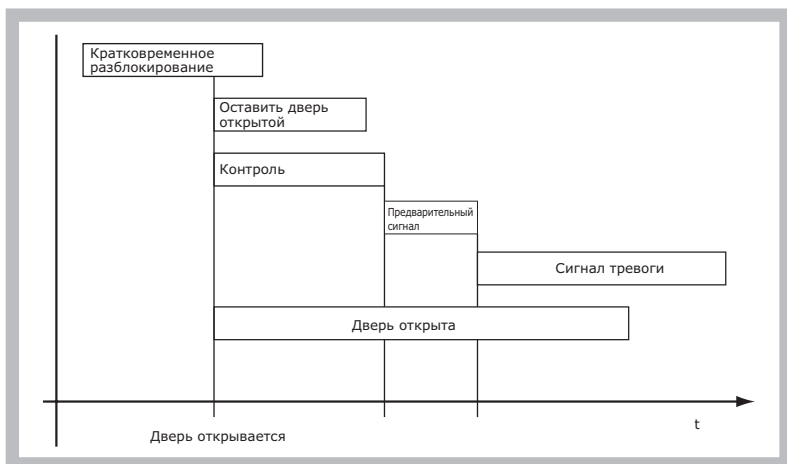 Кратковременное
разблокирование
Оставить дверь
открытой
Контроль
Предварительный
сигнал
Сигнал тревоги
Дверь открыта
t
Дверь открывается